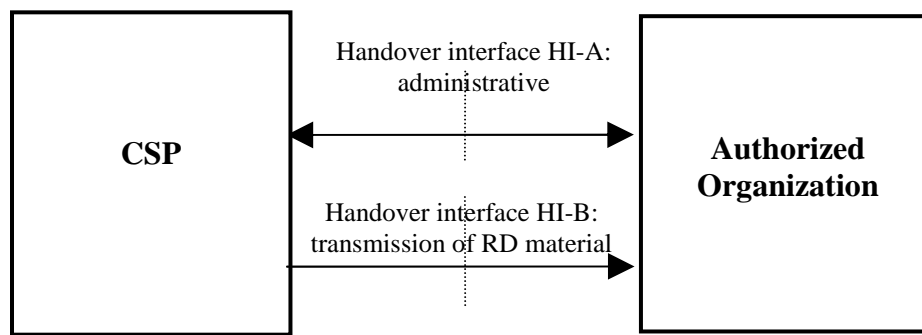 CSP
Handover interface HI-A:
administrative
Handover interface HI-B:
transmission of RD material
Authorized
Organization